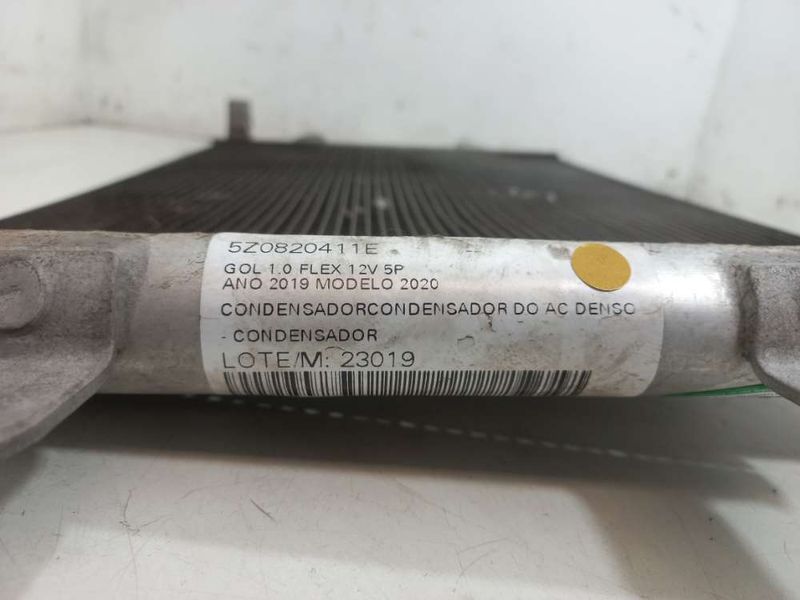 5Z0820411E
GOL 1.0 FLEX 12V 5P
ANO 2019 MODELO 2020
CONDENSADORCONDENSADOR DO AC DENSO
- CONDENSADOR
LOTE/M: 23019